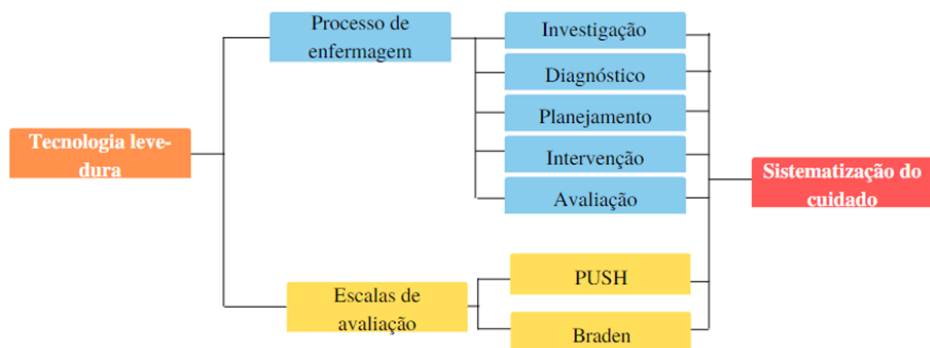 Tecnologia leve-
dura
Processo de
enfermagem
Investigação
Diagnóstico
Planejamento
Intervenção
Avaliação
Escalas de
avaliação
PUSH
Braden
Sistematização do
cuidado